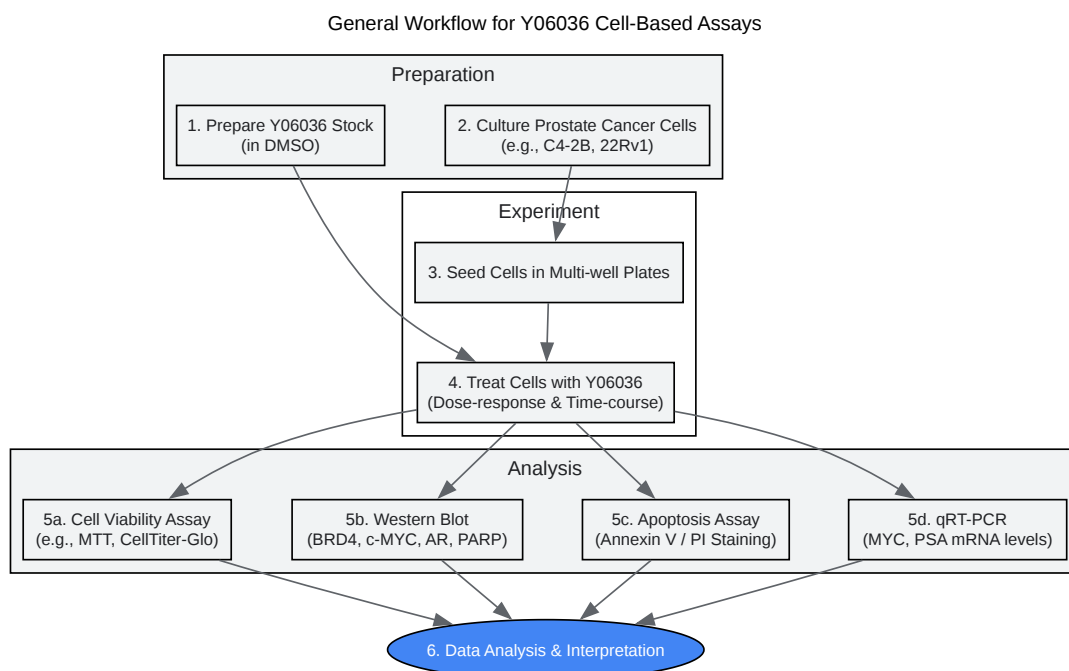 General Workflow for Y06036 Cell-Based Assays
Preparation
1. Prepare Y06036 Stock
(in DMSO)
2. Culture Prostate Cancer Cells
(e.g., C4-2B, 22Rv1)
Experiment
3. Seed Cells in Multi-well Plates
4. Treat Cells with Y06036
(Dose-response & Time-course)
Analysis
5a. Cell Viability Assay
(e.g., MTT, CellTiter-Glo)
5b. Western Blot
(BRD4, c-MYC, AR, PARP)
5c. Apoptosis Assay
(Annexin V / PI Staining)
5d. qRT-PCR
(MYC, PSA mRNA levels)
6. Data Analysis & Interpretation